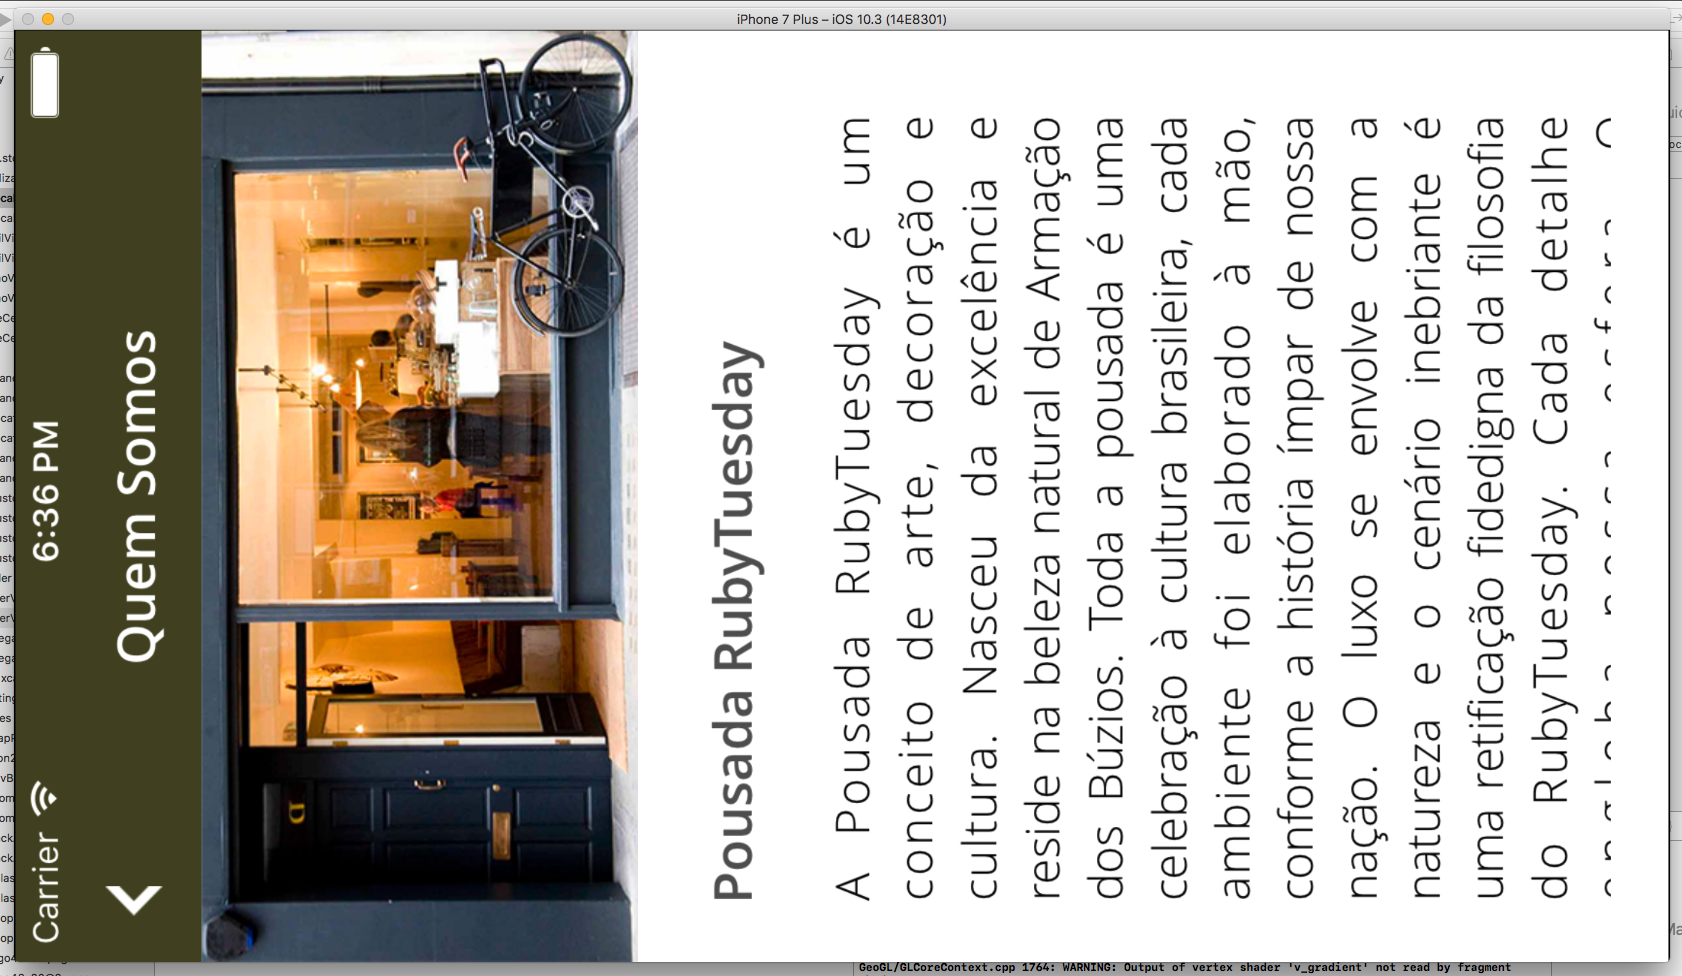 iPhone 7 Plus – iOS 10.3 (14E8301)
Carrier
6:36 PM
Quem Somos
D
Pousada RubyTuesday
A Pousada RubyTuesday é um
conceito de arte, decoração e
cultura. Nasceu da excelência e
reside na beleza natural de Armação
dos Búzios. Toda a pousada é uma
celebração à cultura brasileira, cada
ambiente foi elaborado à mão,
conforme a história ímpar de nossa
nação. O luxo se envolve com a
natureza e o cenário inebriante é
uma retificação fidedigna da filosofia
do RubyTuesday. Cada detalhe
GeoGL/GLCoreContext.cpp 1764: WARNING: Output of vertex shader 'v_gradient' not read by fragment